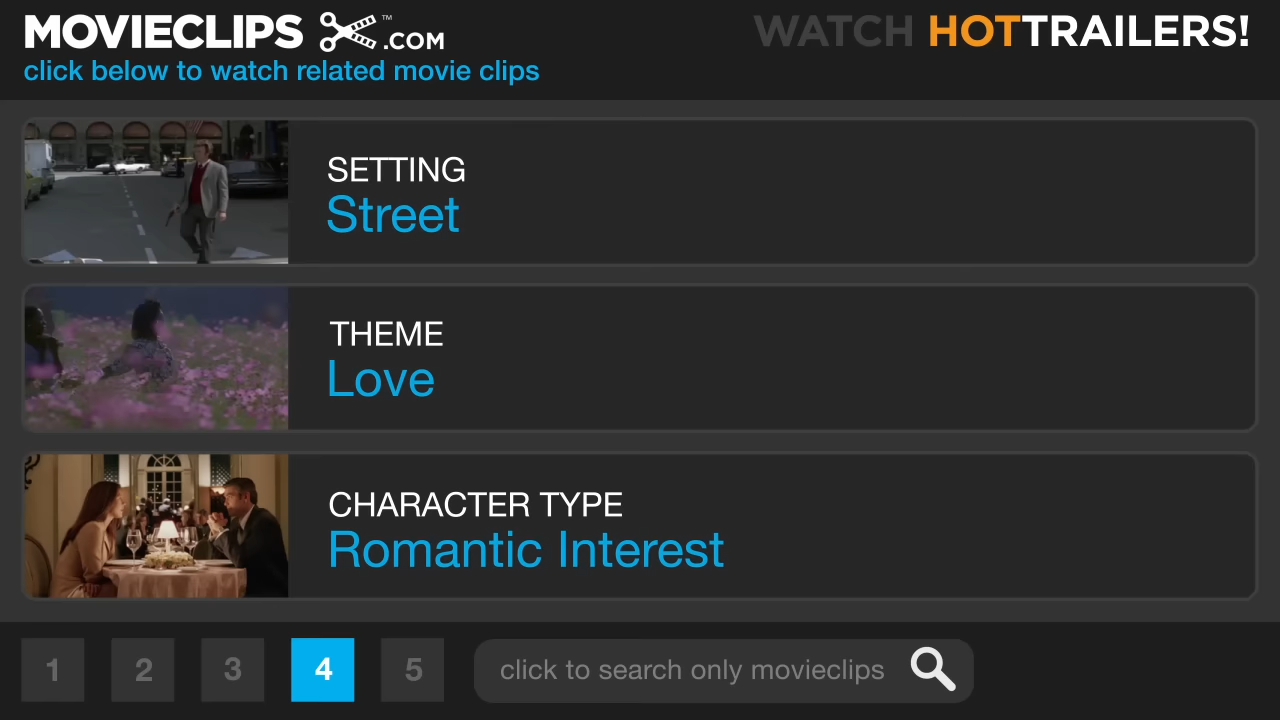 MOVIECLIPS ™ .COM
WATCH HOTTRAILERS!
click below to watch related movie clips
SETTING
Street
THEME
Love
CHARACTER TYPE
Romantic Interest
1 2 3 4 5
click to search only movieclips